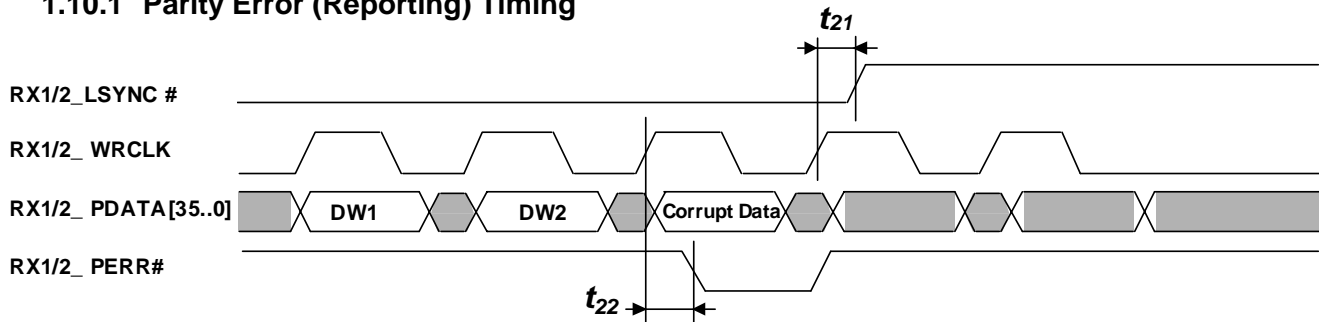 1.10.1 Parity Error (Reporting) Timing
t21
RX1/2_LSYNC #
RX1/2_ WRCLK
RX1/2_ PDATA[35..0]
DW1
DW2
Corrupt Data
RX1/2_ PERR#
t22